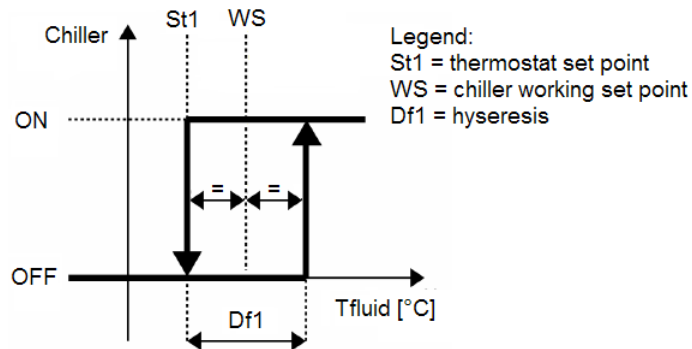 St1 WS
Chiller
Legend:
St1 = thermostat set point
WS = chiller working set point
Df1 = hyseresis
ON
= =
OFF
Tfluid [°C]
Df1